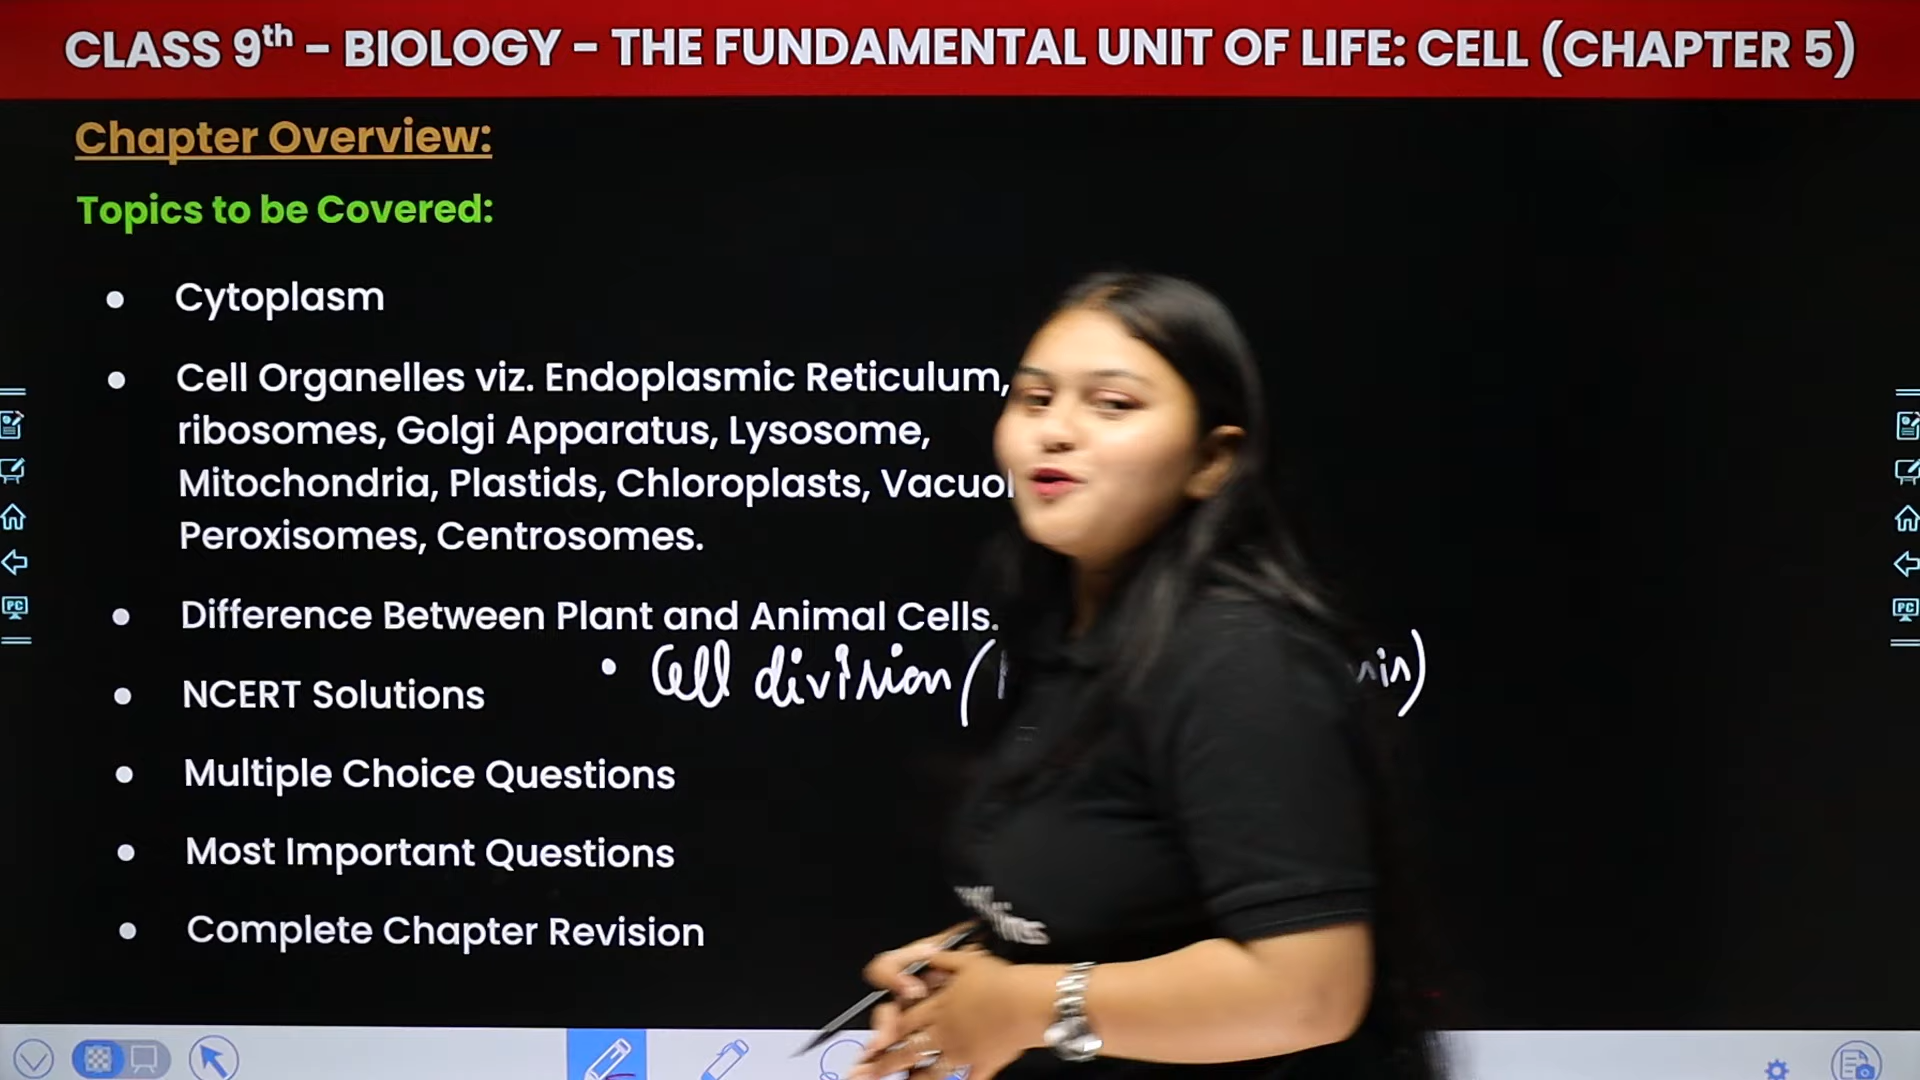 CLASS 9th – BIOLOGY – THE FUNDAMENTAL UNIT OF LIFE: CELL (CHAPTER 5)
Chapter Overview:
Topics to be Covered:
• Cytoplasm
• Cell Organelles viz. Endoplasmic Reticulum,
ribosomes, Golgi Apparatus, Lysosome,
Mitochondria, Plastids, Chloroplasts,
Peroxisomes, Centrosomes.
• Difference Between Plant and Animal Cells.
• Cell division (
• NCERT Solutions
• Multiple Choice Questions
• Most Important Questions
• Complete Chapter Revision
PC
PC